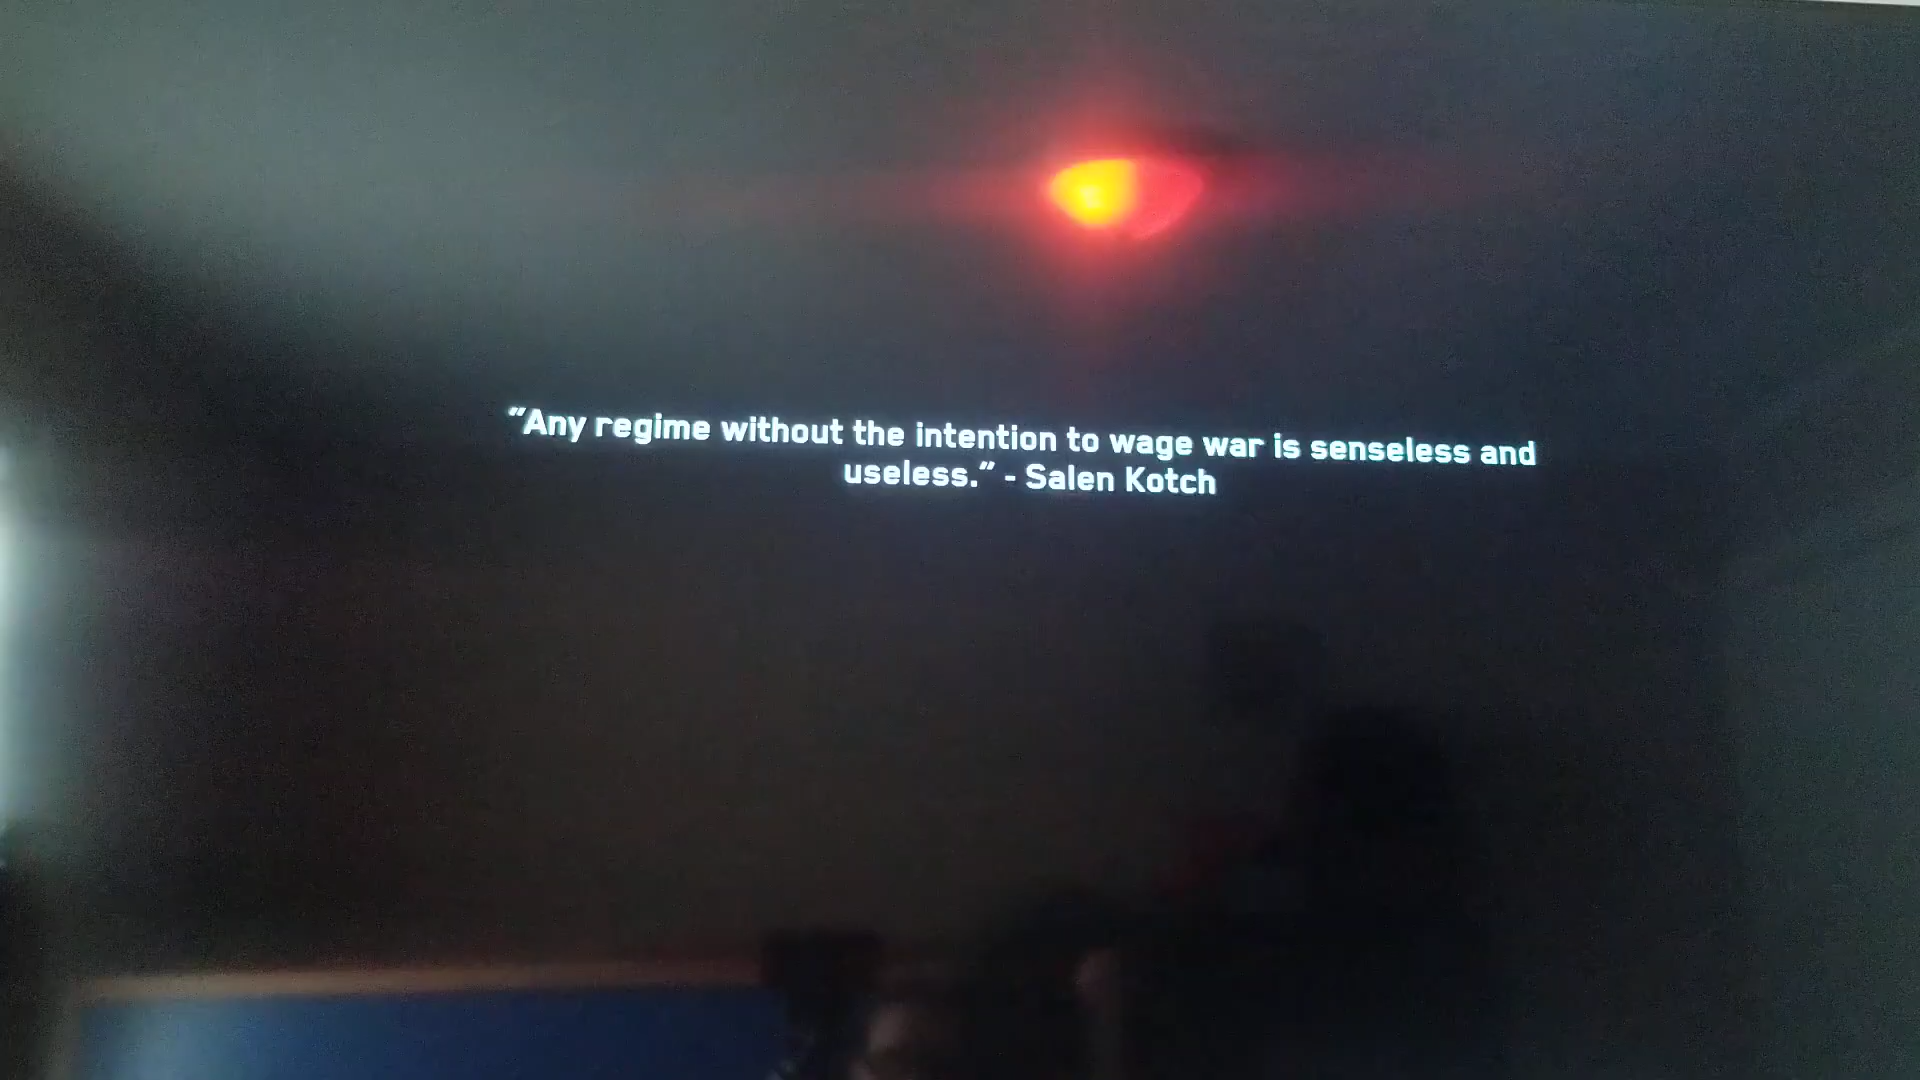 “Any regime without the intention to wage war is senseless and
useless.” - Salen Kotch